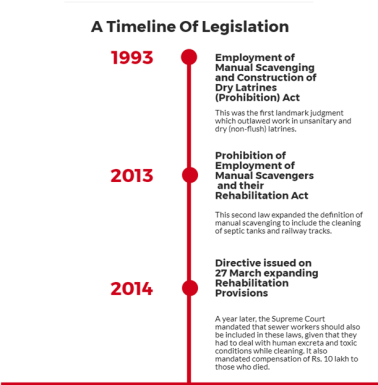 A Timeline Of Legislation
1993
Employment of
Manual Scavenging
and Construction of
Dry Latrines
(Prohibition) Act
This was the first landmark judgment
which outlawed work in unsanitary and
dry (non-flush) latrines.
2013
Prohibition of
Employment of
Manual Scavengers
and their
Rehabilitation Act
This second law expanded the definition of
manual scavenging to include the cleaning
of septic tanks and railway tracks.
2014
Directive issued on
27 March expanding
Rehabilitation
Provisions
A year later, the Supreme Court
mandated that sewer workers should also
be included in these laws, given that they
had to deal with human excreta and toxic
conditions while cleaning. It also
mandated compensation of Rs. 10 lakh to
those who died.